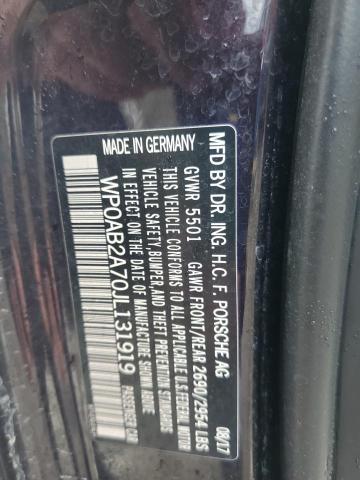 MFD BY DR. ING. H.C. F. PORSCHE AG 08/17
GVWR 5501 GAWR FRONT/REAR 2690/2954 LBS
THIS VEHICLE CONFORMS TO ALL APPLICABLE U.S. FEDERAL MOTOR
VEHICLE SAFETY, BUMPER, AND THEFT PREVENTION STANDARDS
IN EFFECT ON THE DATE OF MANUFACTURE SHOWN ABOVE
WP0AB2A70JL131919 PASSENGER CAR
MADE IN GERMANY